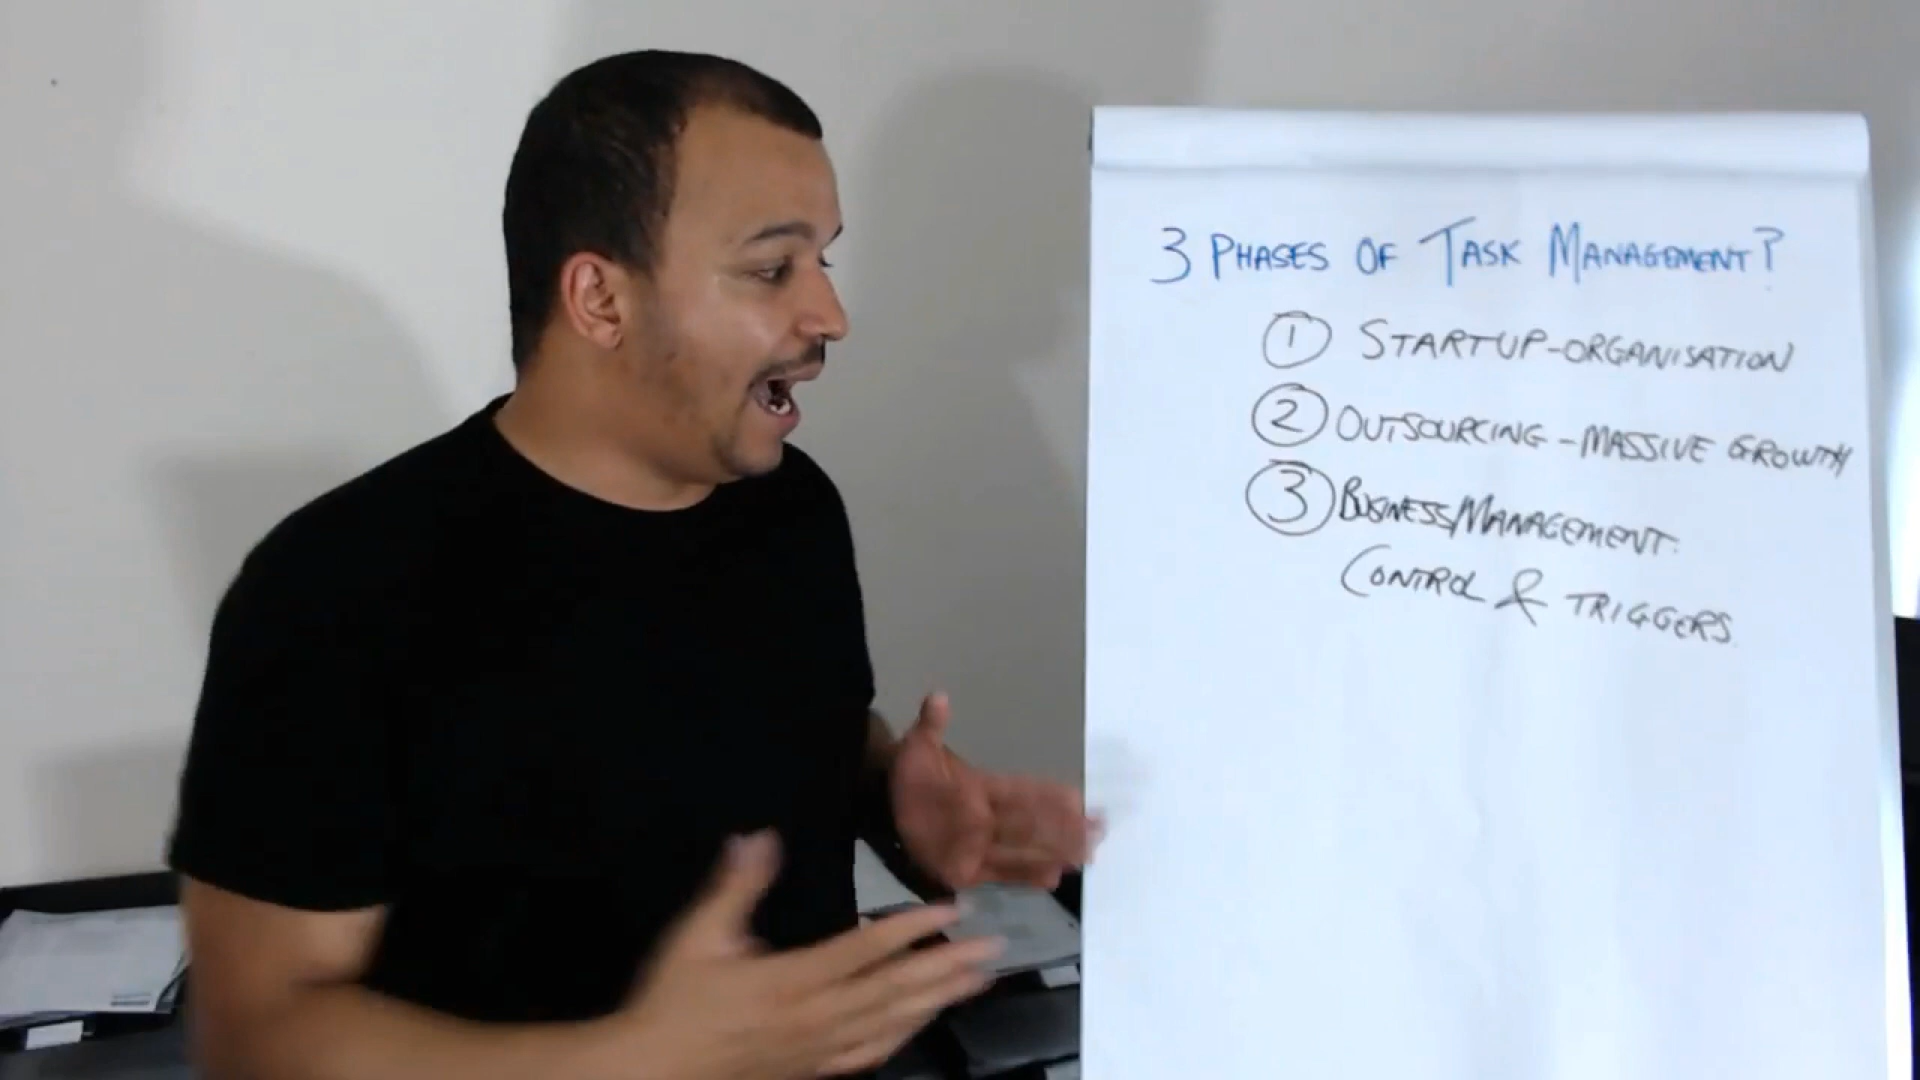 3 PHASES OF TASK MANAGEMENT?
1 STARTUP-ORGANISATION
2 OUTSOURCING - MASSIVE GROWTH
3 BUSINESS/MANAGEMENT.
CONTROL & TRIGGERS